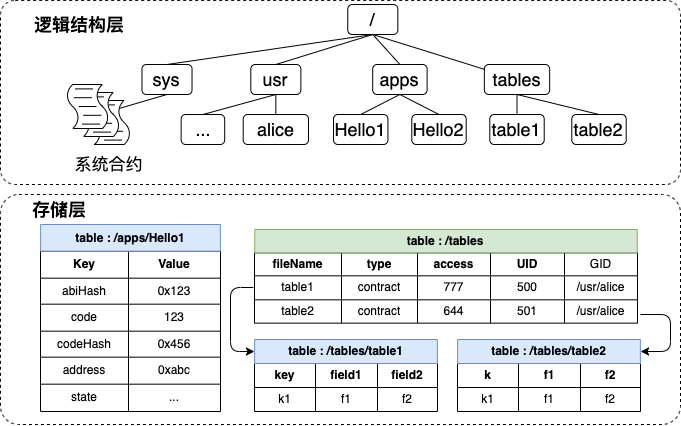 逻辑结构层
/
sys usr apps tables
... alice Hello1 Hello2 table1 table2
系统合约
存储层
table : /apps/Hello1
Key Value
abiHash 0x123
code 123
codeHash 0x456
address 0xabc
state ...
table : /tables
fileName type access UID GID
table1 contract 777 500 /usr/alice
table2 contract 644 501 /usr/alice
table : /tables/table1
key field1 field2
k1 f1 f2
table : /tables/table2
k f1 f2
k1 f1 f2